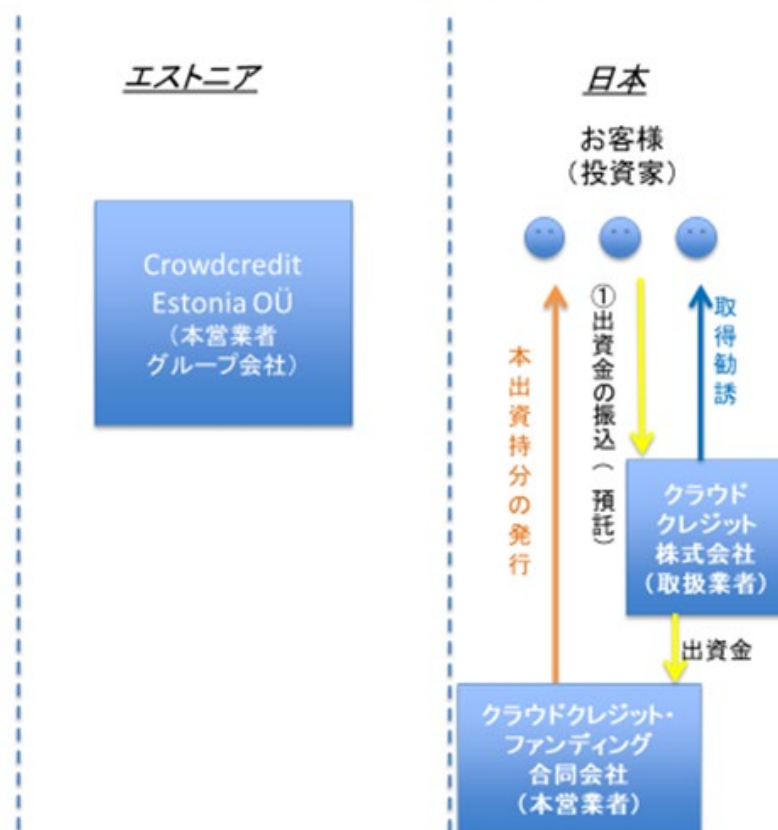 エストニア
Crowdcredit
Estonia OÜ
（本営業者
グループ会社）
日本
お客様
（投資家）
本出資持分の発行
①出資金の振込（預託）
取得勧誘
クラウド
クレジット
株式会社
（取扱業者）
出資金
クラウドクレジット・
ファンディング
合同会社
（本営業者）